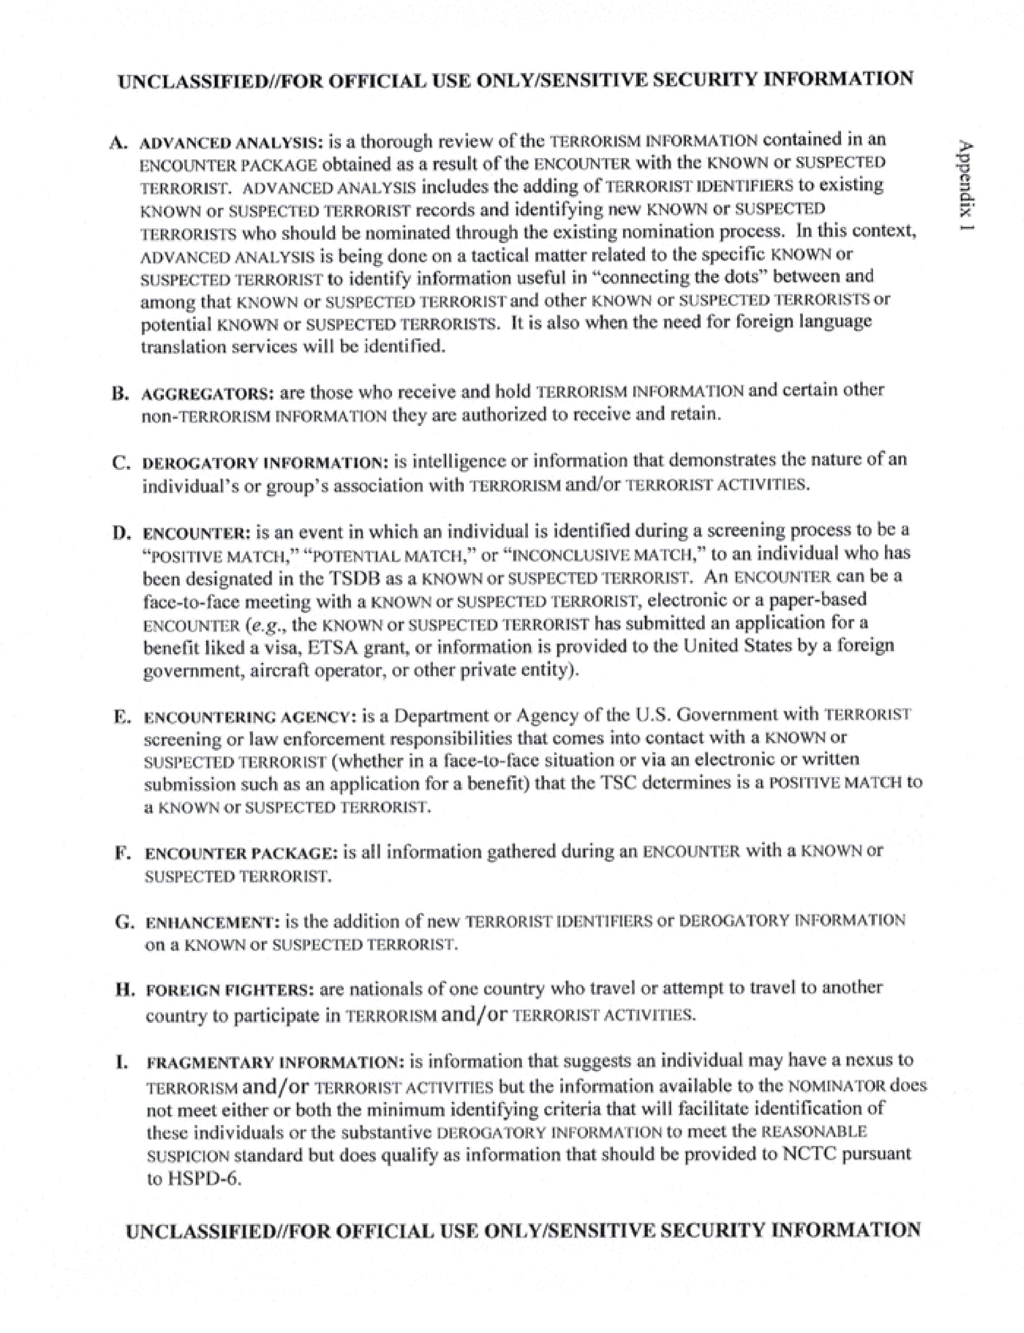 UNCLASSIFIED//FOR OFFICIAL USE ONLY/SENSITIVE SECURITY INFORMATION
Appendix 1
A. ADVANCED ANALYSIS: is a thorough review of the TERRORISM INFORMATION contained in an
ENCOUNTER PACKAGE obtained as a result of the ENCOUNTER with the KNOWN or SUSPECTED
TERRORIST. ADVANCED ANALYSIS includes the adding of TERRORIST IDENTIFIERS to existing
KNOWN or SUSPECTED TERRORIST records and identifying new KNOWN or SUSPECTED
TERRORISTS who should be nominated through the existing nomination process. In this context,
ADVANCED ANALYSIS is being done on a tactical matter related to the specific KNOWN or
SUSPECTED TERRORIST to identify information useful in “connecting the dots” between and
among that KNOWN or SUSPECTED TERRORIST and other KNOWN or SUSPECTED TERRORISTS or
potential KNOWN or SUSPECTED TERRORISTS. It is also when the need for foreign language
translation services will be identified.
B. AGGREGATORS: are those who receive and hold TERRORISM INFORMATION and certain other
non-TERRORISM INFORMATION they are authorized to receive and retain.
C. DEROGATORY INFORMATION: is intelligence or information that demonstrates the nature of an
individual’s or group’s association with TERRORISM and/or TERRORIST ACTIVITIES.
D. ENCOUNTER: is an event in which an individual is identified during a screening process to be a
“POSITIVE MATCH,” “POTENTIAL MATCH,” or “INCONCLUSIVE MATCH,” to an individual who has
been designated in the TSDB as a KNOWN or SUSPECTED TERRORIST. An ENCOUNTER can be a
face-to-face meeting with a KNOWN or SUSPECTED TERRORIST, electronic or a paper-based
ENCOUNTER (e.g., the KNOWN or SUSPECTED TERRORIST has submitted an application for a
benefit liked a visa, ETSA grant, or information is provided to the United States by a foreign
government, aircraft operator, or other private entity).
E. ENCOUNTERING AGENCY: is a Department or Agency of the U.S. Government with TERRORIST
screening or law enforcement responsibilities that comes into contact with a KNOWN or
SUSPECTED TERRORIST (whether in a face-to-face situation or via an electronic or written
submission such as an application for a benefit) that the TSC determines is a POSITIVE MATCH to
a KNOWN or SUSPECTED TERRORIST.
F. ENCOUNTER PACKAGE: is all information gathered during an ENCOUNTER with a KNOWN or
SUSPECTED TERRORIST.
G. ENHANCEMENT: is the addition of new TERRORIST IDENTIFIERS or DEROGATORY INFORMATION
on a KNOWN or SUSPECTED TERRORIST.
H. FOREIGN FIGHTERS: are nationals of one country who travel or attempt to travel to another
country to participate in TERRORISM and/or TERRORIST ACTIVITIES.
I. FRAGMENTARY INFORMATION: is information that suggests an individual may have a nexus to
TERRORISM and/or TERRORIST ACTIVITIES but the information available to the NOMINATOR does
not meet either or both the minimum identifying criteria that will facilitate identification of
these individuals or the substantive DEROGATORY INFORMATION to meet the REASONABLE
SUSPICION standard but does qualify as information that should be provided to NCTC pursuant
to HSPD-6.
UNCLASSIFIED//FOR OFFICIAL USE ONLY/SENSITIVE SECURITY INFORMATION